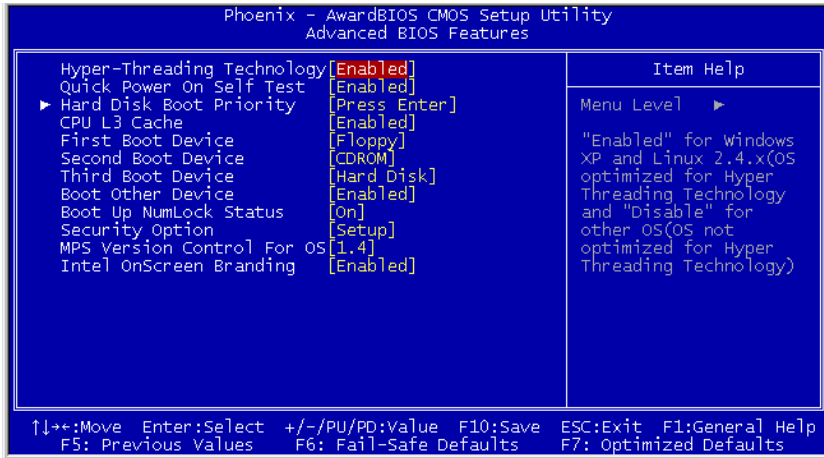 Phoenix - AwardBIOS CMOS Setup Utility
Advanced BIOS Features
Hyper-Threading Technology[Enabled]
Quick Power On Self Test [Enabled]
► Hard Disk Boot Priority [Press Enter]
CPU L3 Cache [Enabled]
First Boot Device [Floppy]
Second Boot Device [CDROM]
Third Boot Device [Hard Disk]
Boot Other Device [Enabled]
Boot Up NumLock Status [On]
Security Option [Setup]
MPS Version Control For OS[1.4]
Intel OnScreen Branding [Enabled]
Item Help
Menu Level ►
"Enabled" for Windows
XP and Linux 2.4.x(OS
optimized for Hyper
Threading Technology
and "Disable" for
other OS(OS not
optimized for Hyper
Threading Technology)
↑↓→←:Move Enter:Select +/-/PU/PD:Value F10:Save ESC:Exit F1:General Help
F5: Previous Values F6: Fail-Safe Defaults F7: Optimized Defaults